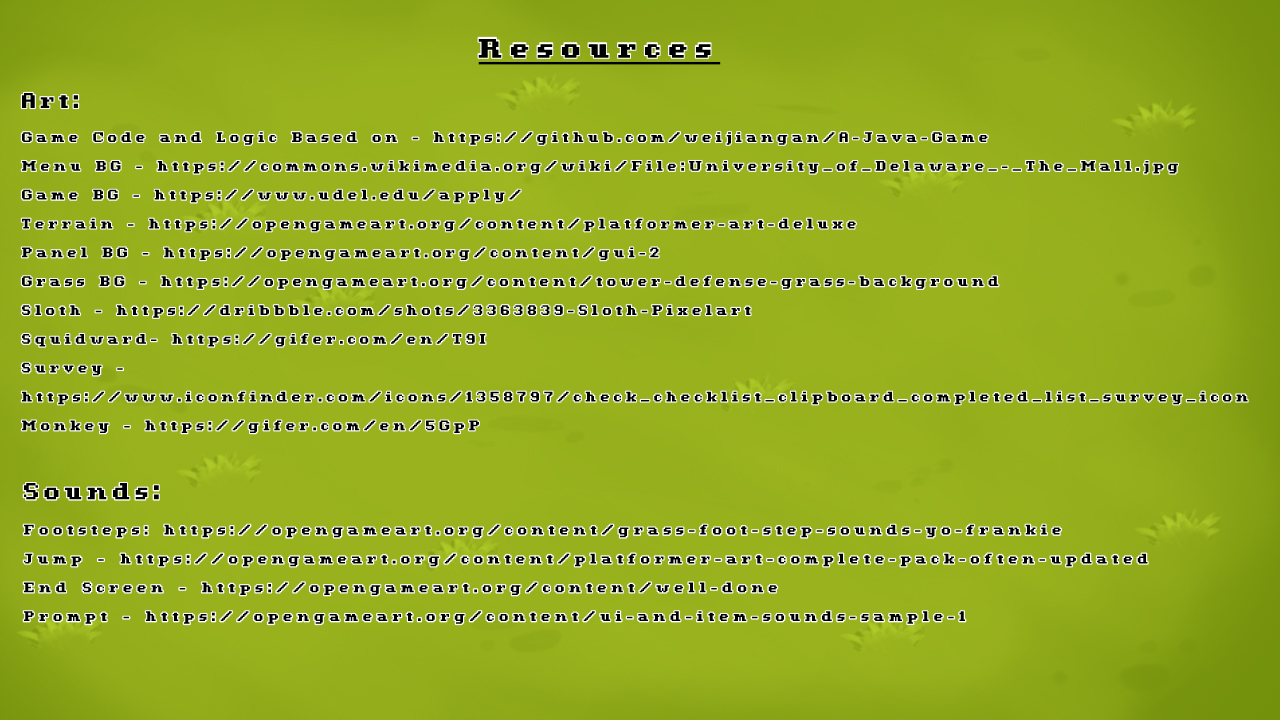 Resources
Art:
Game Code and Logic Based on - https://github.com/weijiangan/A-Java-Game
Menu BG - https://commons.wikimedia.org/wiki/File:University_of_Delaware_-_The_Mall.jpg
Game BG - https://www.udel.edu/apply/
Terrain - https://opengameart.org/content/platformer-art-deluxe
Panel BG - https://opengameart.org/content/gui-2
Grass BG - https://opengameart.org/content/tower-defense-grass-background
Sloth - https://dribbble.com/shots/3363839-Sloth-Pixelart
Squidward- https://gifer.com/en/T9I
Survey -
https://www.iconfinder.com/icons/1358797/check_checklist_clipboard_completed_list_survey_icon
Monkey - https://gifer.com/en/5GpP
Sounds:
Footsteps: https://opengameart.org/content/grass-foot-step-sounds-yo-frankie
Jump - https://opengameart.org/content/platformer-art-complete-pack-often-updated
End Screen - https://opengameart.org/content/well-done
Prompt - https://opengameart.org/content/ui-and-item-sounds-sample-1